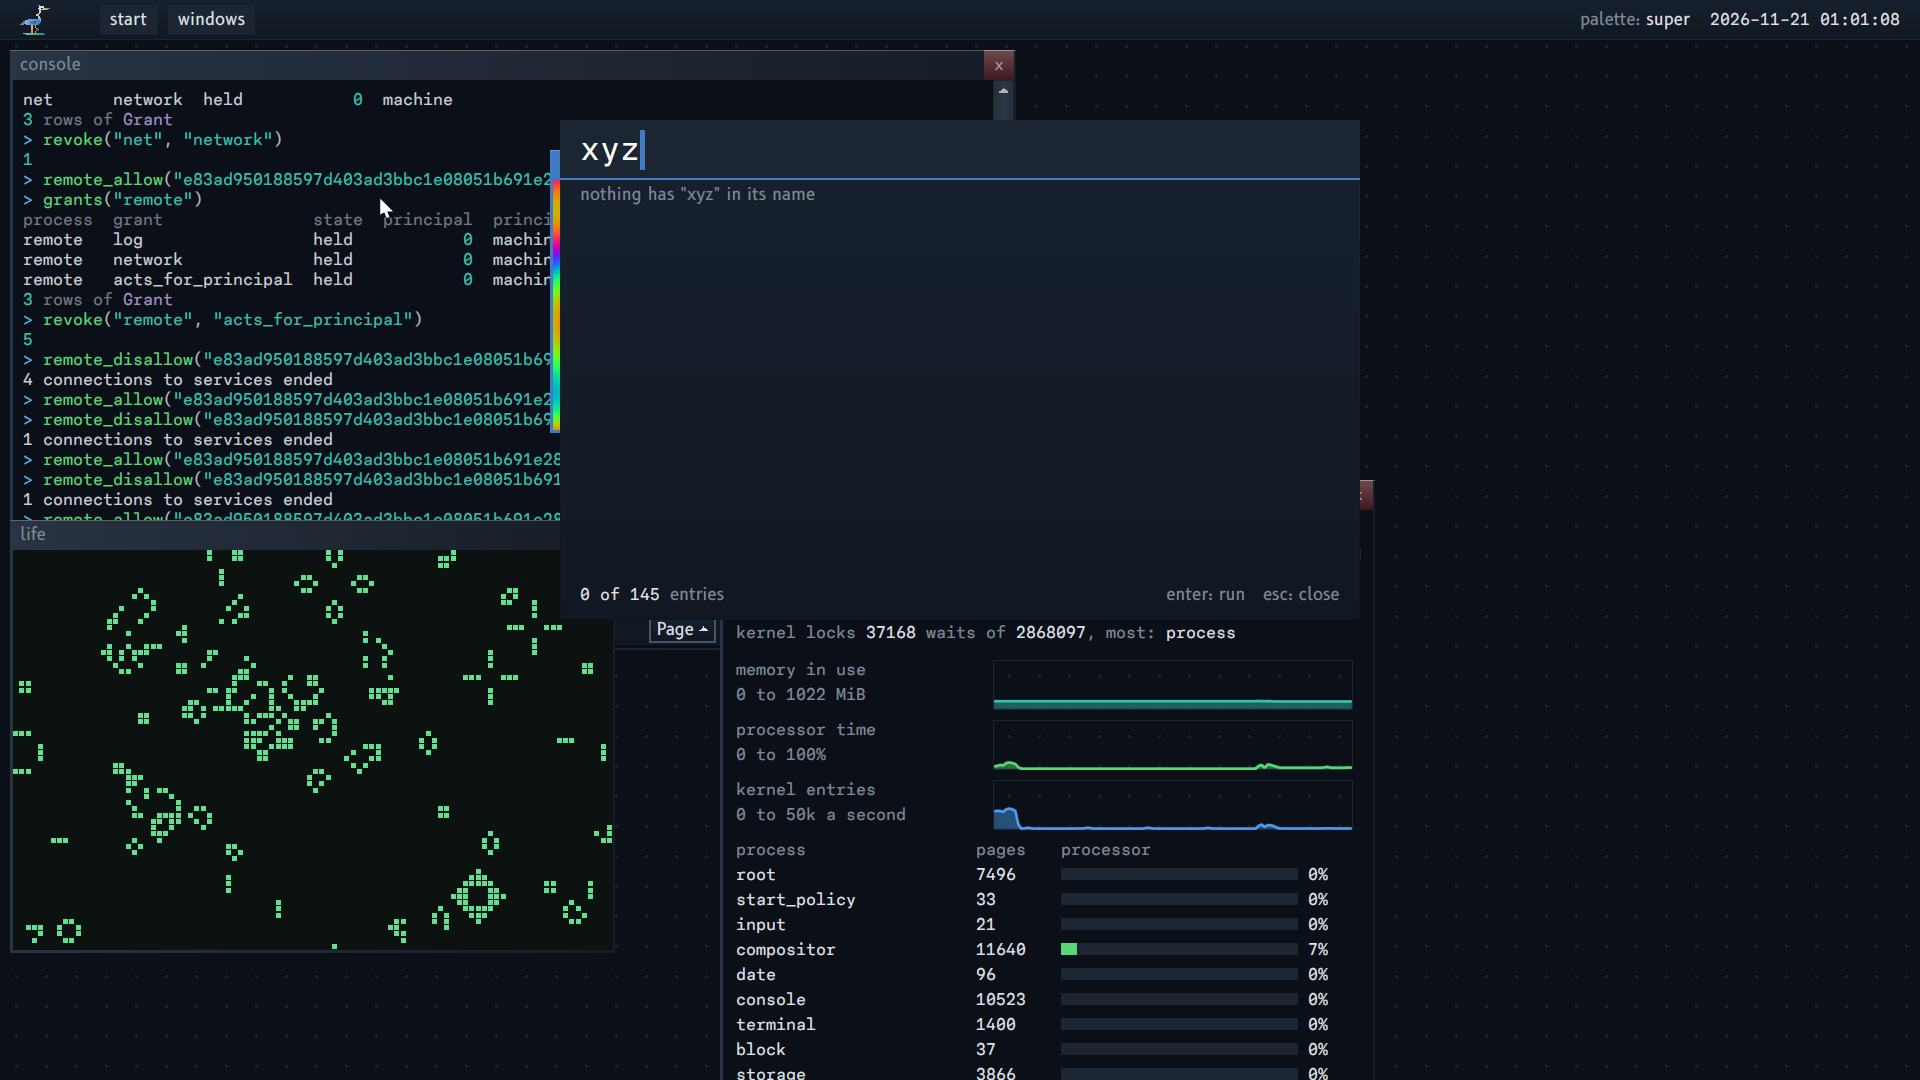 start windows palette: super 2026-11-21 01:01:08
console x
net network held 0 machine
3 rows of Grant
> revoke("net", "network")
1
> remote_allow("e83ad950188597d403ad3bbc1e08051b691e2
> grants("remote")
process grant state principal princi
remote log held 0 machin
remote network held 0 machin
remote acts_for_principal held 0 machin
3 rows of Grant
> revoke("remote", "acts_for_principal")
5
> remote_disallow("e83ad950188597d403ad3bbc1e08051b69
4 connections to services ended
> remote_allow("e83ad950188597d403ad3bbc1e08051b691e2
> remote_disallow("e83ad950188597d403ad3bbc1e08051b69
1 connections to services ended
> remote_allow("e83ad950188597d403ad3bbc1e08051b691e28
> remote_disallow("e83ad950188597d403ad3bbc1e08051b691
1 connections to services ended
> remote_allow("e83ad950188597d403ad3bbc1e08051b691e28
xyz
nothing has "xyz" in its name
0 of 145 entries enter: run esc: close
life
Page
kernel locks 37168 waits of 2868097, most: process
memory in use
0 to 1022 MiB
processor time
0 to 100%
kernel entries
0 to 50k a second
process pages processor
root 7496 0%
start_policy 33 0%
input 21 0%
compositor 11640 7%
date 96 0%
console 10523 0%
terminal 1400 0%
block 37 0%
storage 3866 0%